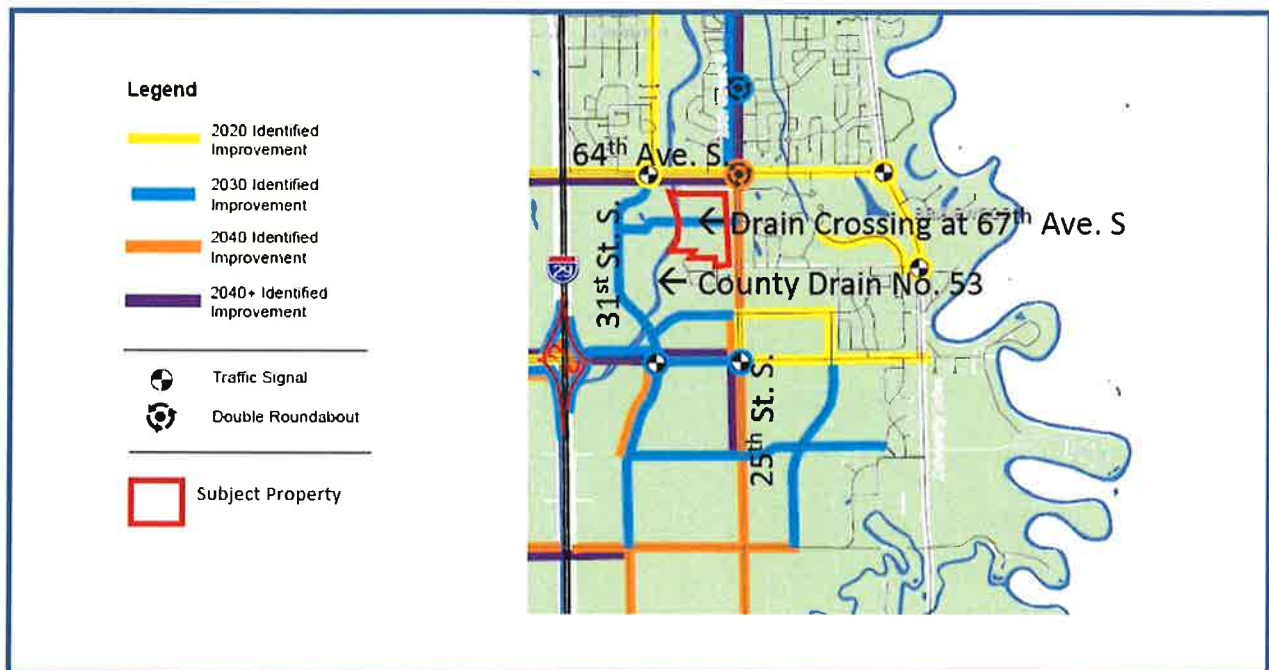 Legend
2020 Identified
Improvement
2030 Identified
Improvement
2040 Identified
Improvement
2040+ Identified
Improvement
Traffic Signal
Double Roundabout
Subject Property
64th Ave. S.
31st St. S.
← Drain Crossing at 67th Ave. S
← County Drain No. 53
29
25th St. S.